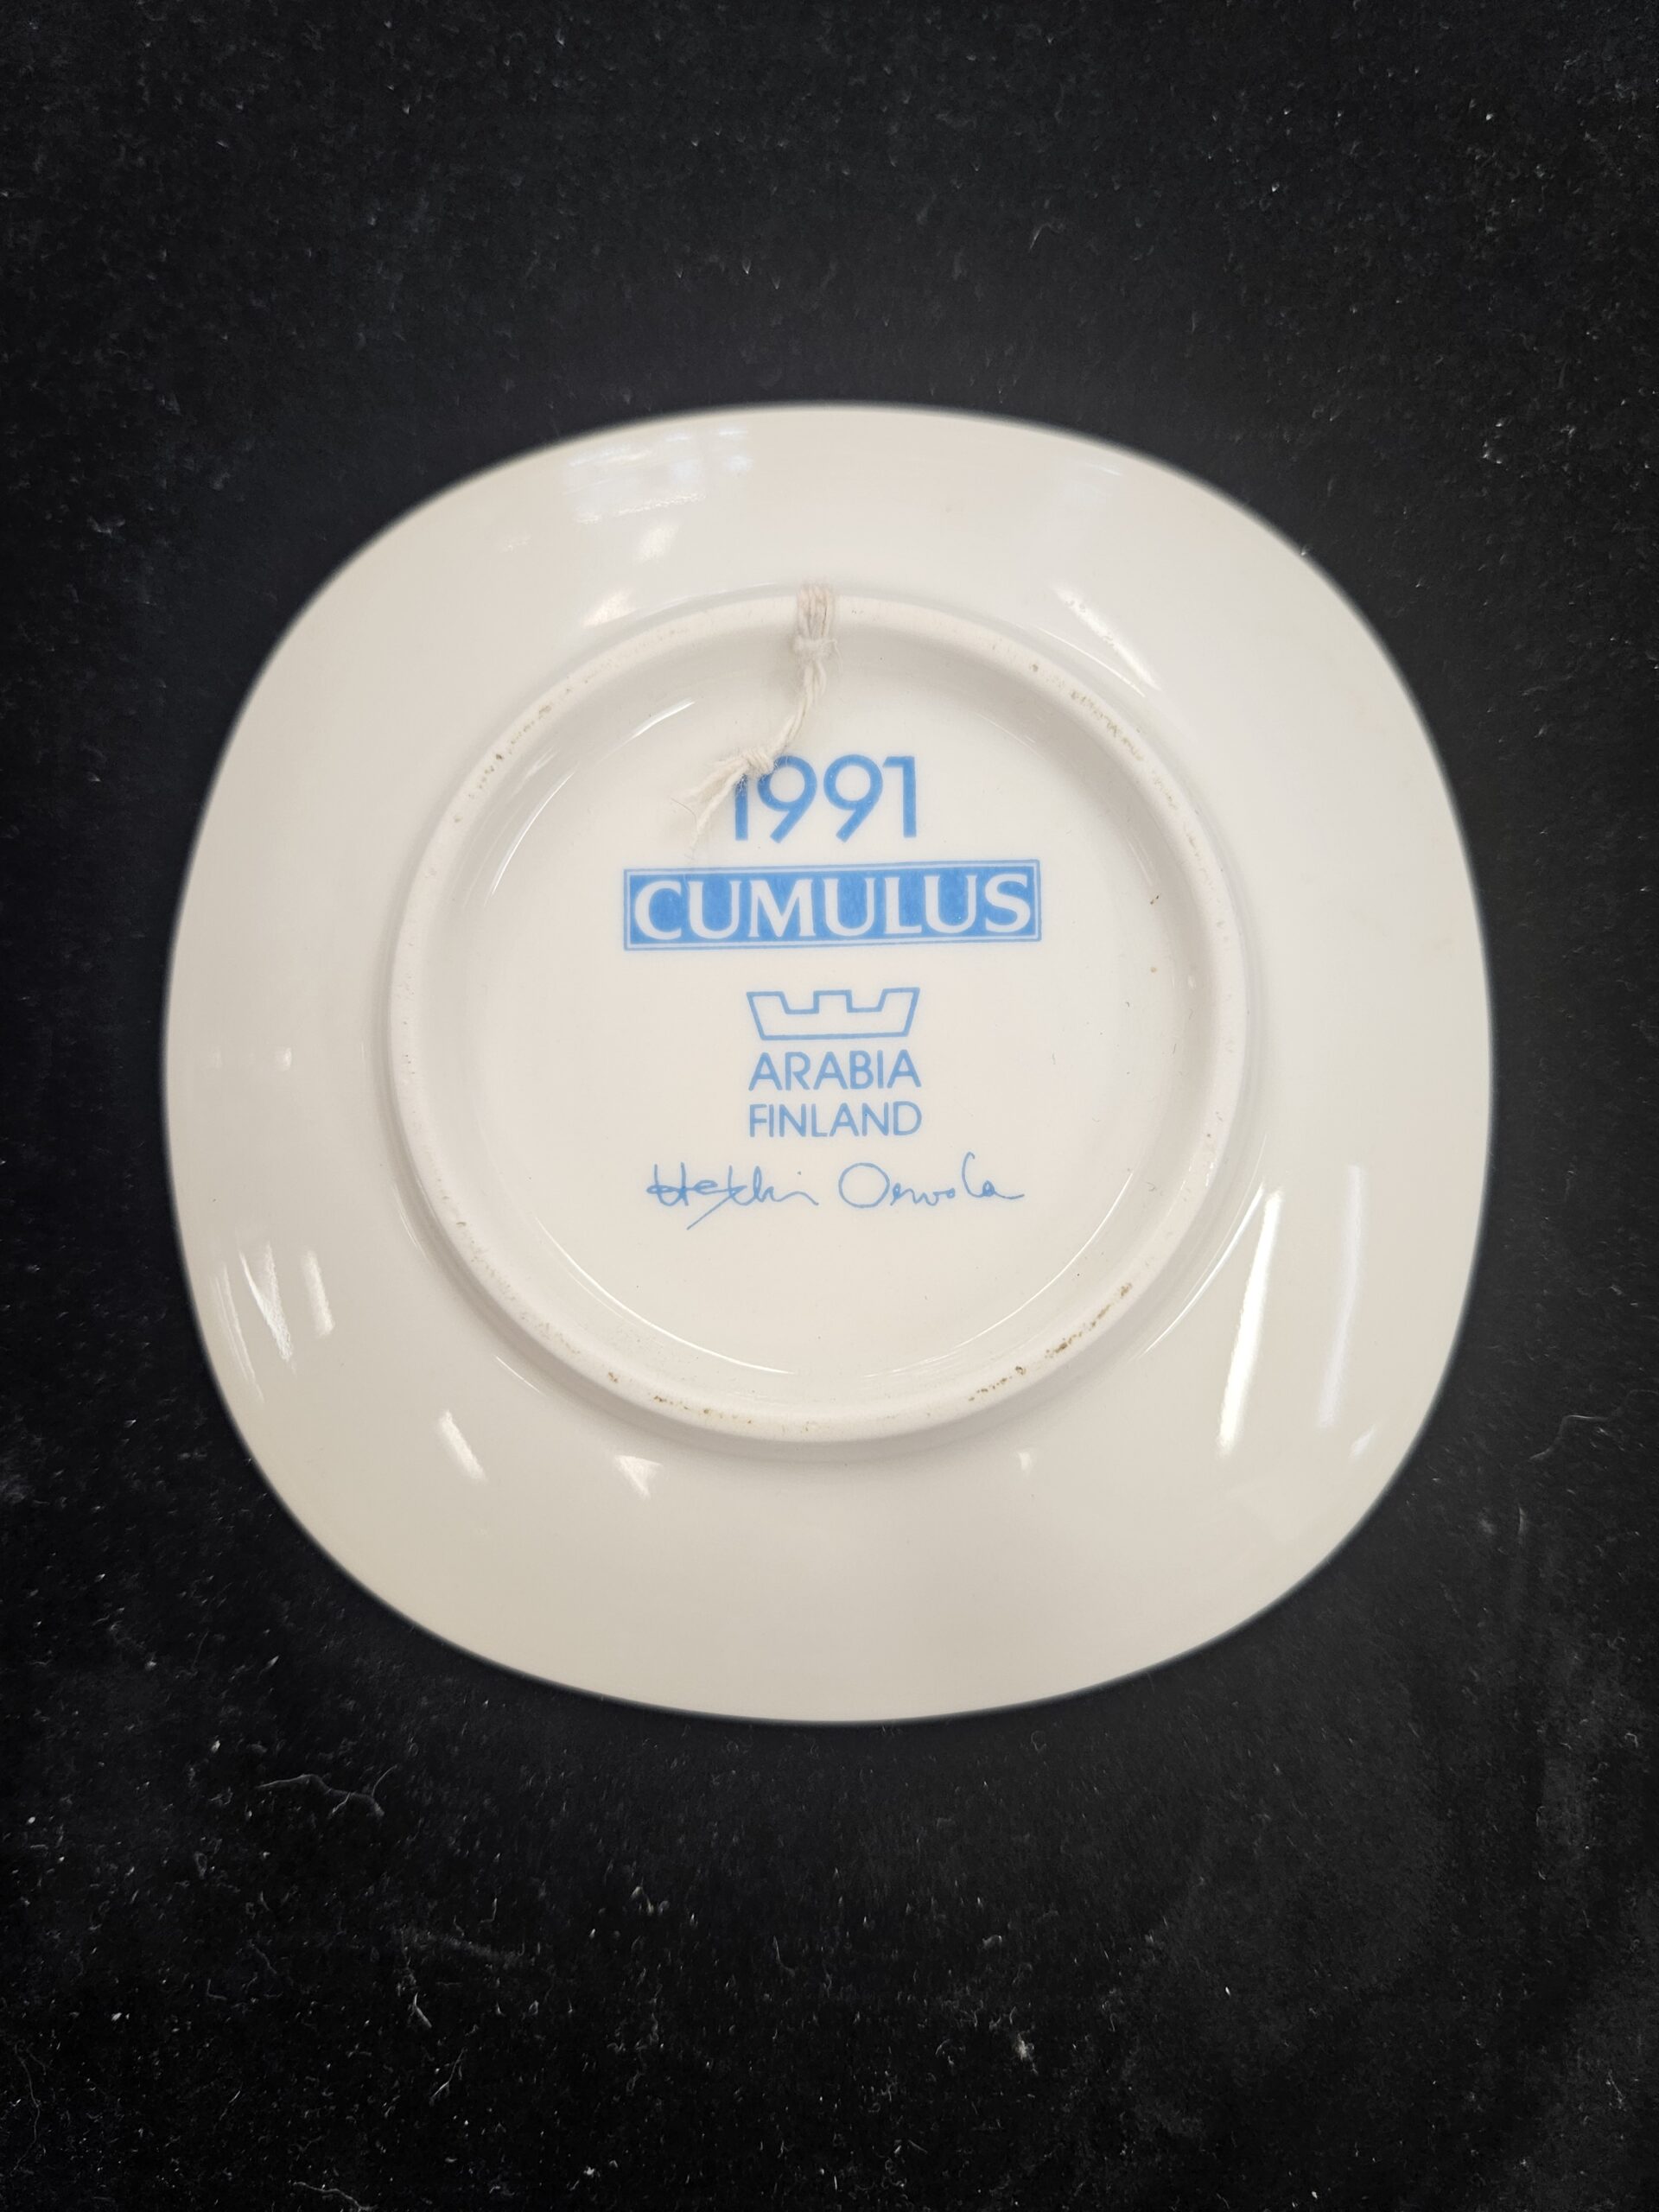 1991
CUMULUS
ARABIA
FINLAND
Heikki Orvola